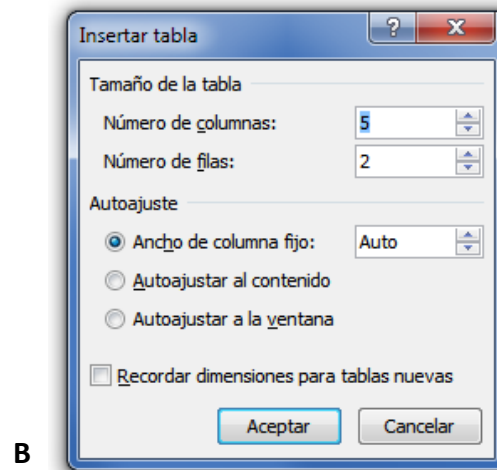 Insertar tabla
Tamaño de la tabla
Número de columnas: 5
Número de filas: 2
Autoajuste
Ancho de columna fijo: Auto
Autoajustar al contenido
Autoajustar a la ventana
Recordar dimensiones para tablas nuevas
Aceptar Cancelar
B